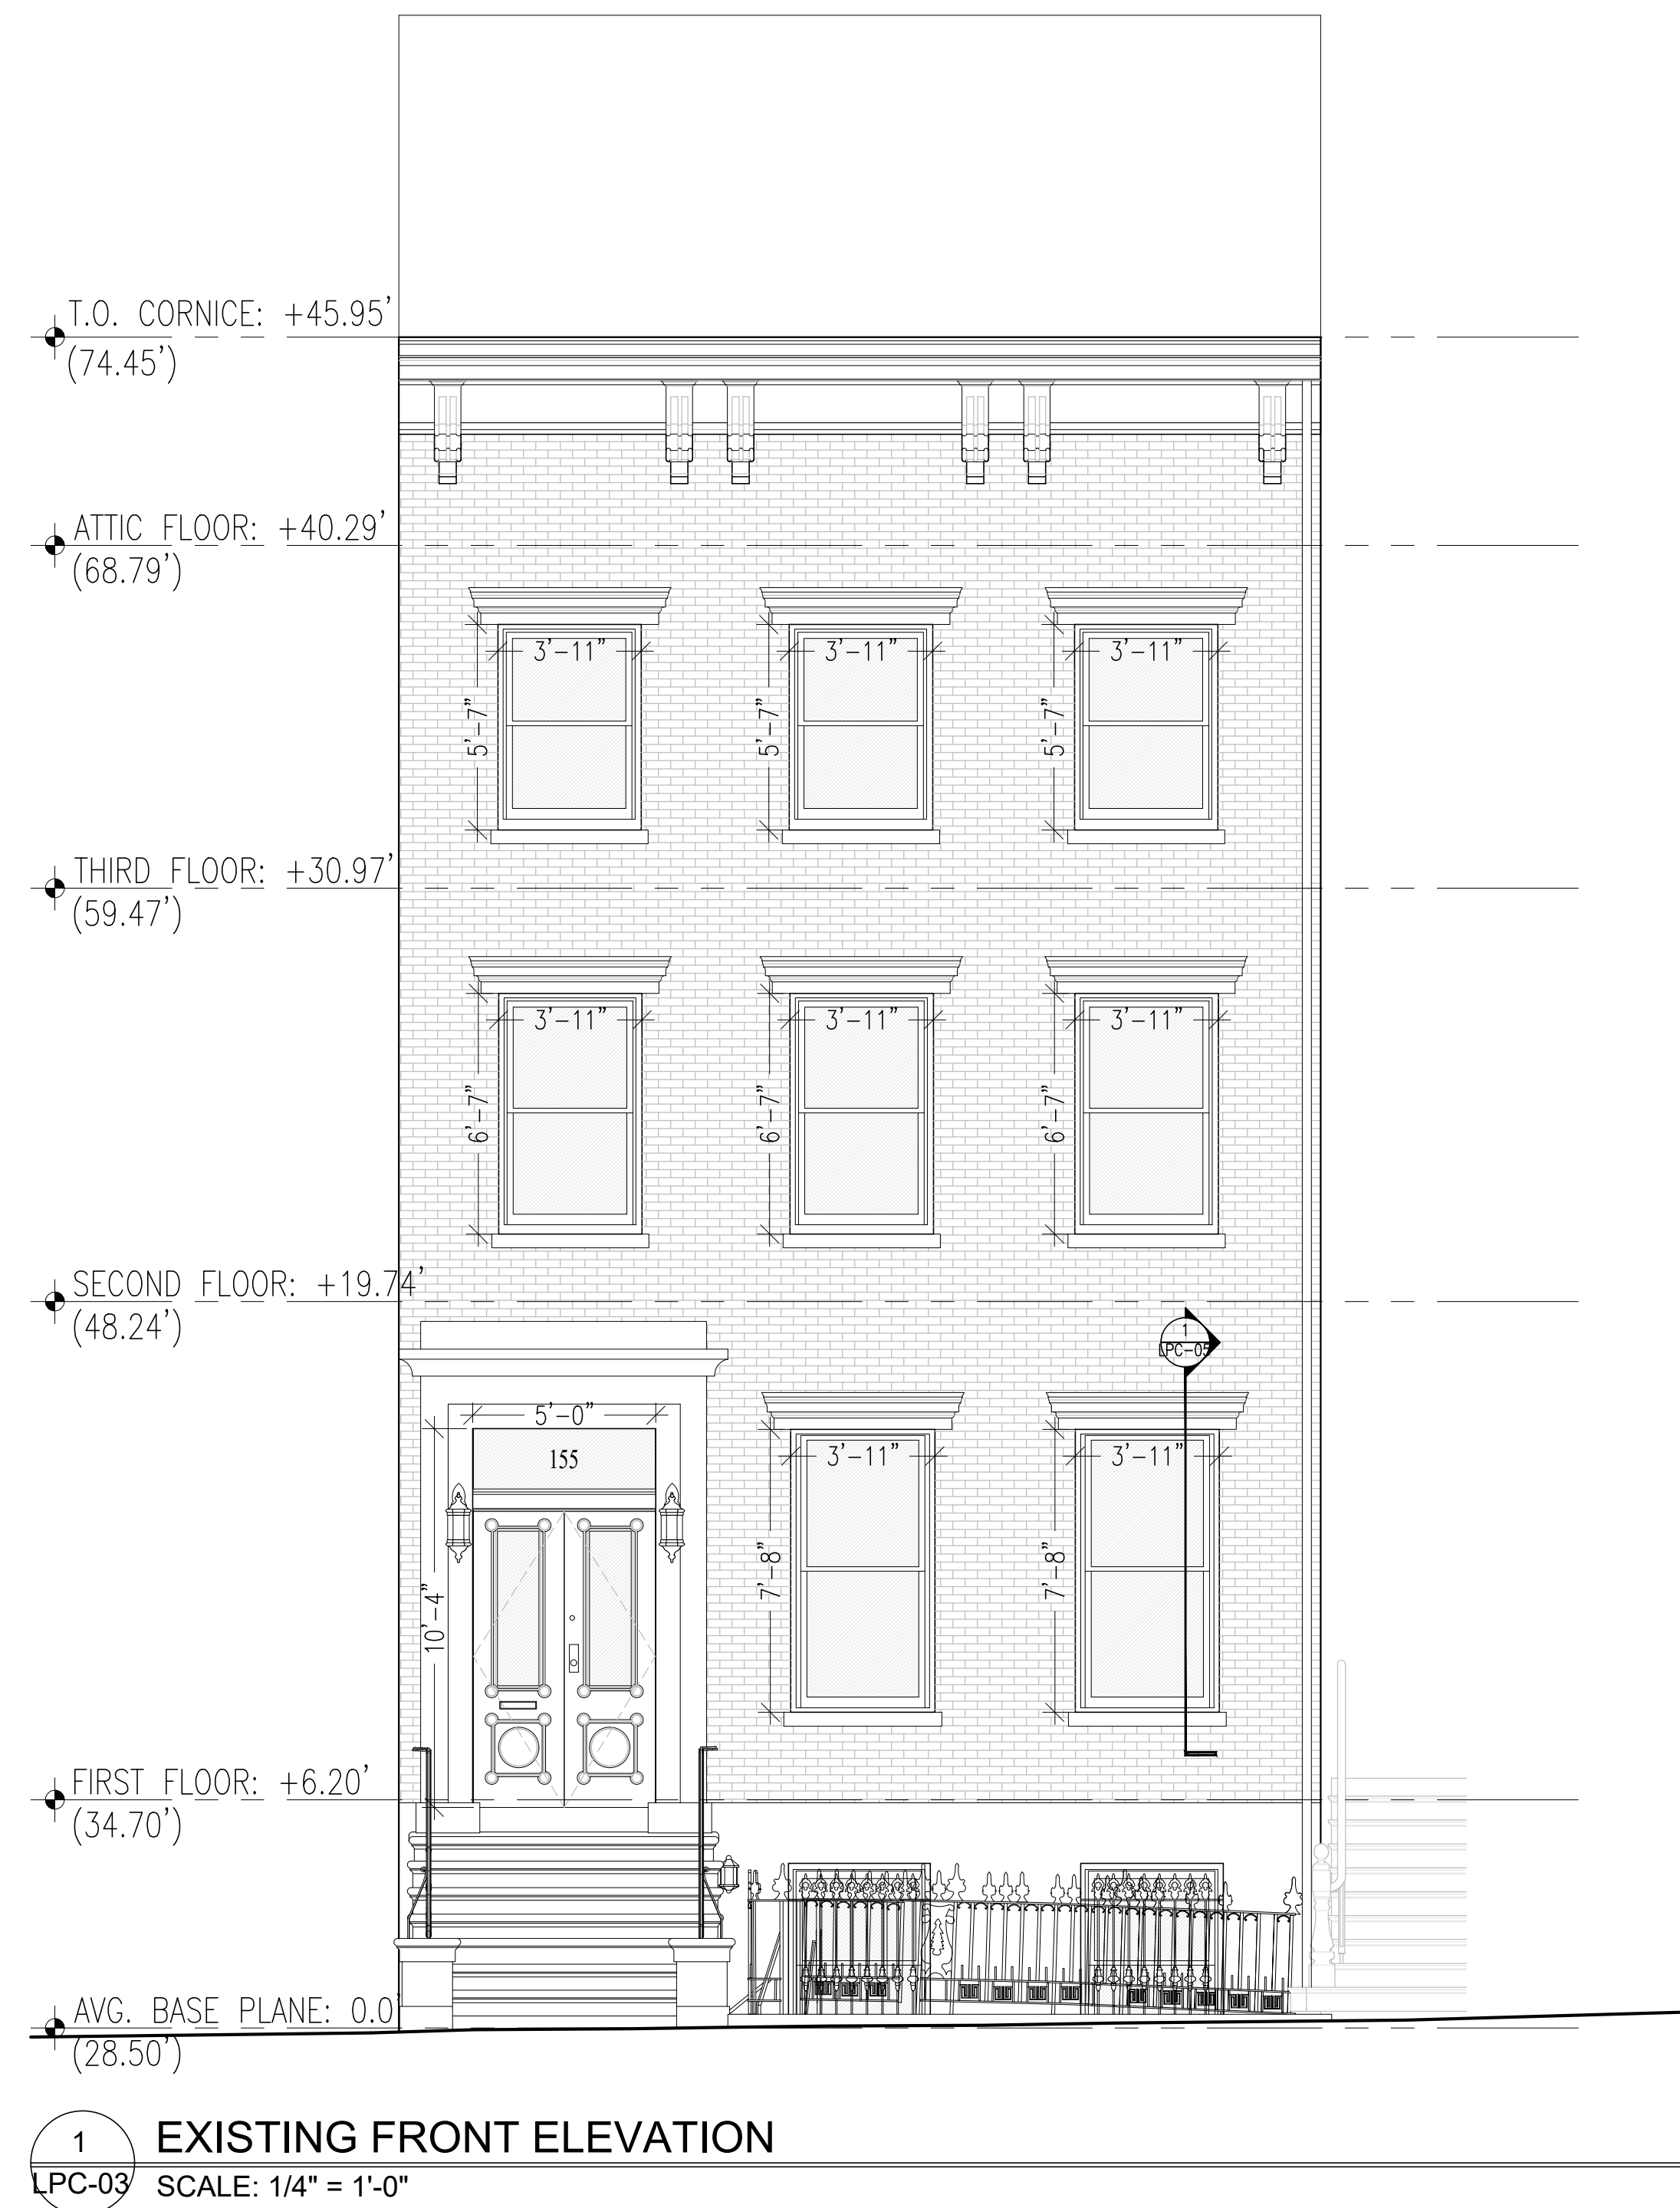 T.O. CORNICE: +45.95'
(74.45')
ATTIC FLOOR: +40.29'
(68.79')
3'-11" 3'-11" 3'-11"
5'-7" 5'-7" 5'-7"
THIRD FLOOR: +30.97'
(59.47')
3'-11" 3'-11" 3'-11"
6'-7" 6'-7" 6'-7"
SECOND FLOOR: +19.74'
(48.24')
1
LPC-05
5'-0"
155
3'-11" 3'-11"
7'-8" 7'-8"
10'-4"
FIRST FLOOR: +6.20'
(34.70')
AVG. BASE PLANE: 0.0'
(28.50')
1
LPC-03
EXISTING FRONT ELEVATION
SCALE: 1/4" = 1'-0"